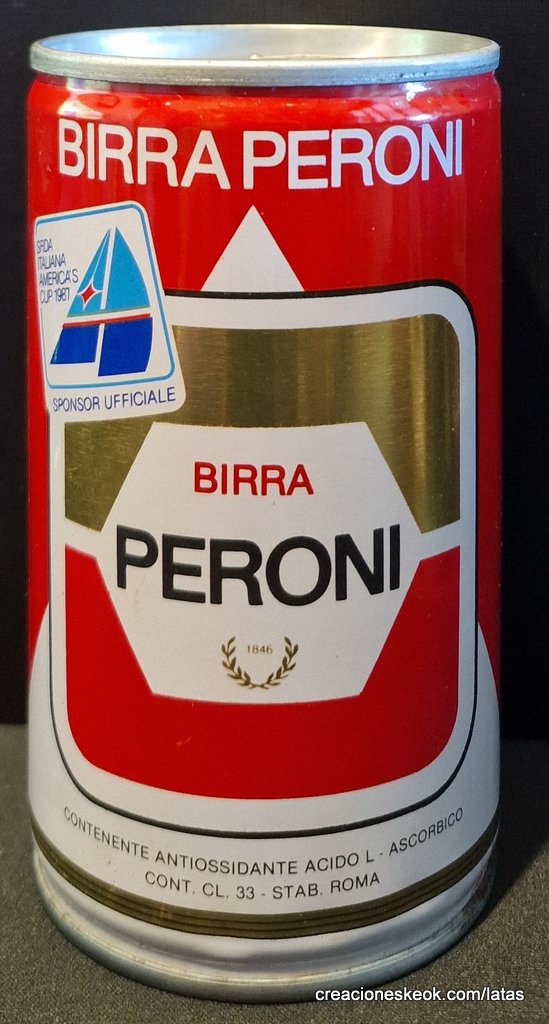 BIRRA PERONI
SFIDA
ITALIANA
AMERICA'S
CUP 1987
SPONSOR UFFICIALE
BIRRA
PERONI
1846
CONTENENTE ANTIOSSIDANTE ACIDO L - ASCORBICO
CONT. CL. 33 - STAB. ROMA
creacioneskeok.com/latas